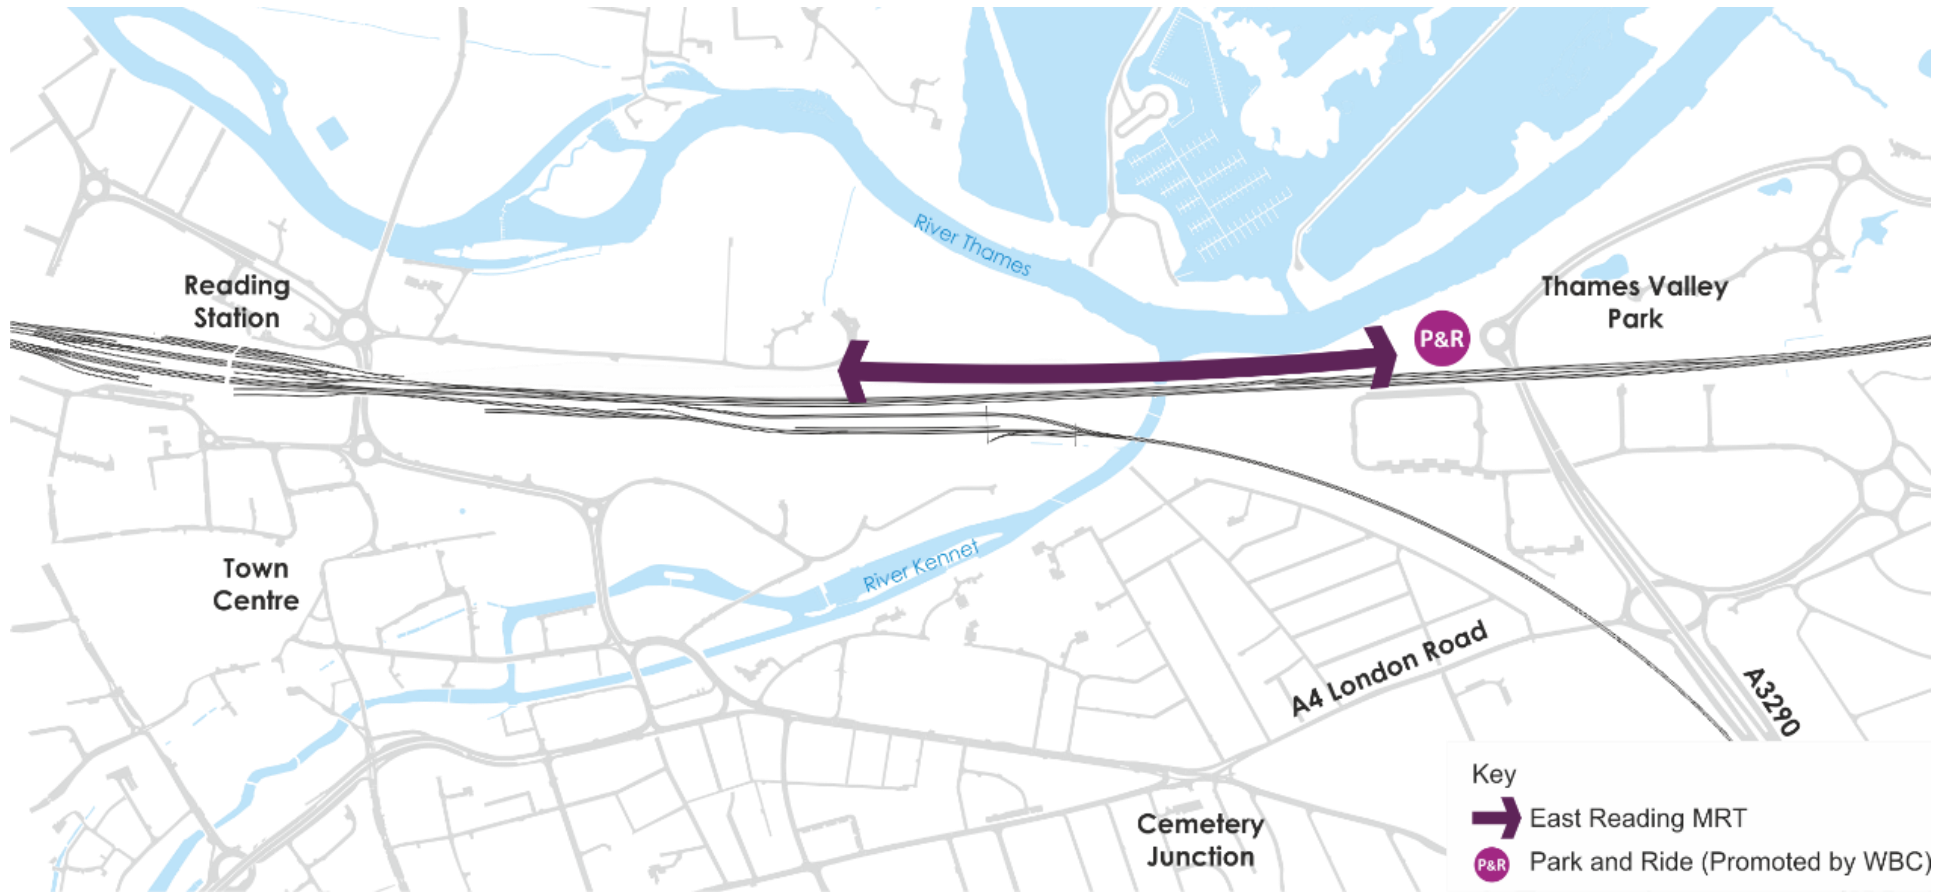 River Thames
Reading
Station
Thames Valley
Park
P&R
Town
Centre
River Kennet
A4 London Road
A3290
Cemetery
Junction
Key
East Reading MRT
P&R
Park and Ride (Promoted by WBC)